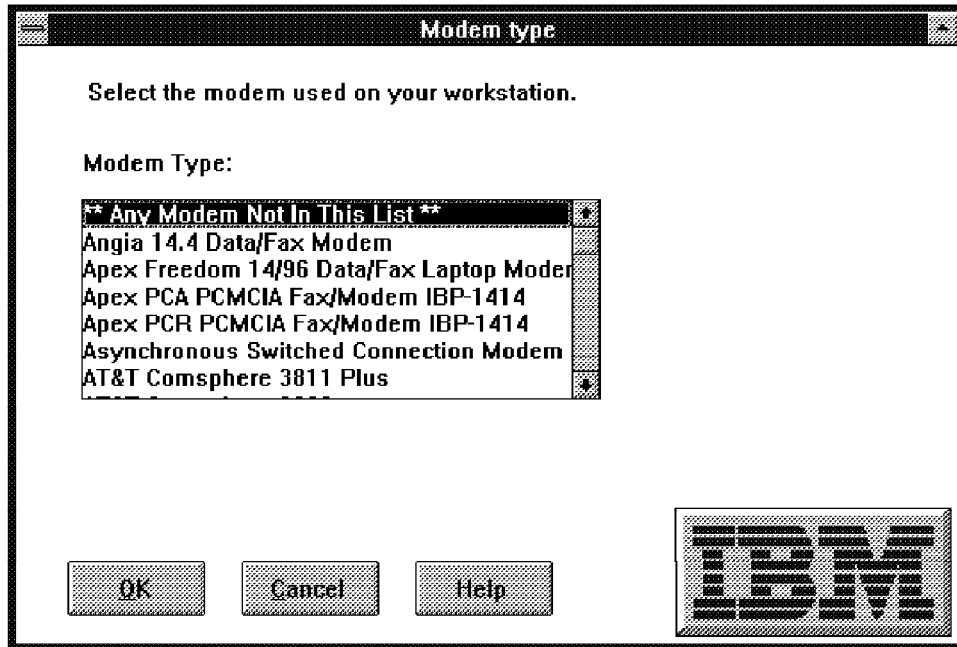 Modem type
Select the modem used on your workstation.
Modem Type:
** Any Modem Not In This List **
Angia 14.4 Data/Fax Modem
Apex Freedom 14/96 Data/Fax Laptop Moder
Apex PCA PCMCIA Fax/Modem IBP-1414
Apex PCR PCMCIA Fax/Modem IBP-1414
Asynchronous Switched Connection Modem
AT&T Comsphere 3811 Plus
OK Cancel Help
IBM